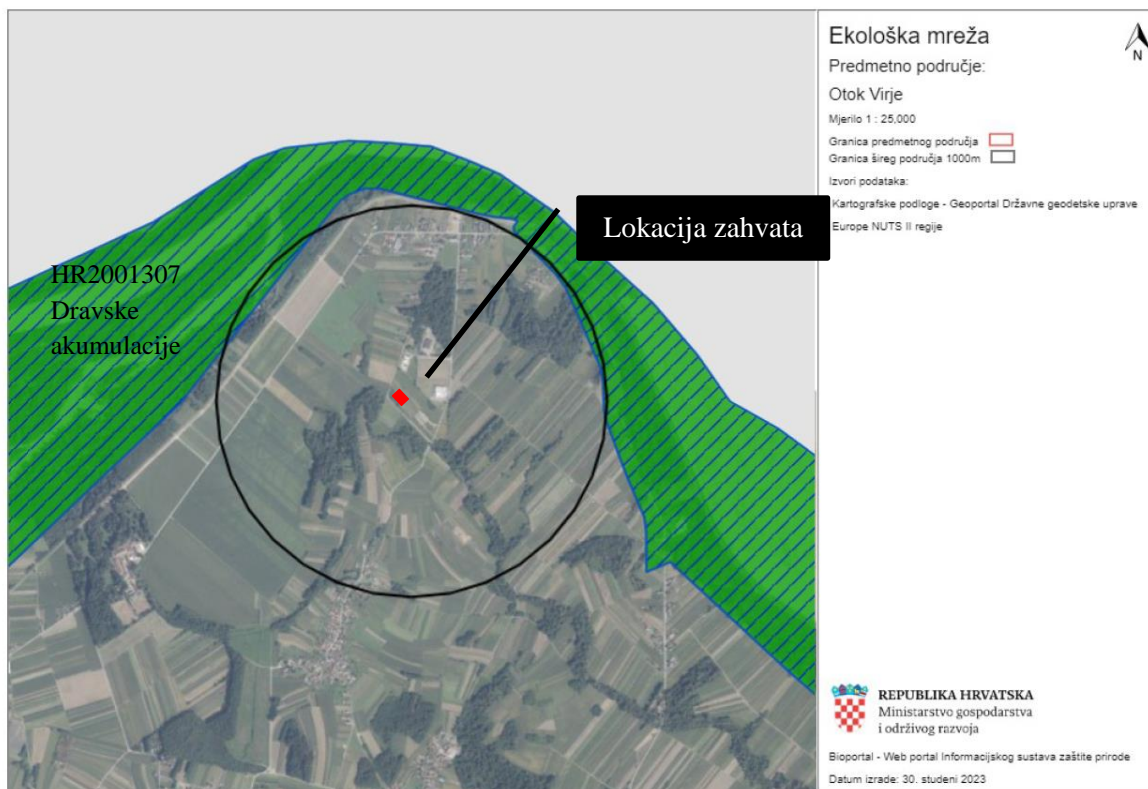 HR2001307
Dravske
akumulacije
Lokacija zahvata
Ekološka mreža
N
Predmetno područje:
Otok Virje
Mjerilo 1 : 25,000
Granica predmetnog područja
Granica šireg područja 1000m
Izvori podataka:
Kartografske podloge - Geoportal Državne geodetske uprave
Europe NUTS II regije
REPUBLIKA HRVATSKA
Ministarstvo gospodarstva
i održivog razvoja
Bioportal - Web portal Informacijskog sustava zaštite prirode
Datum izrade: 30. studeni 2023